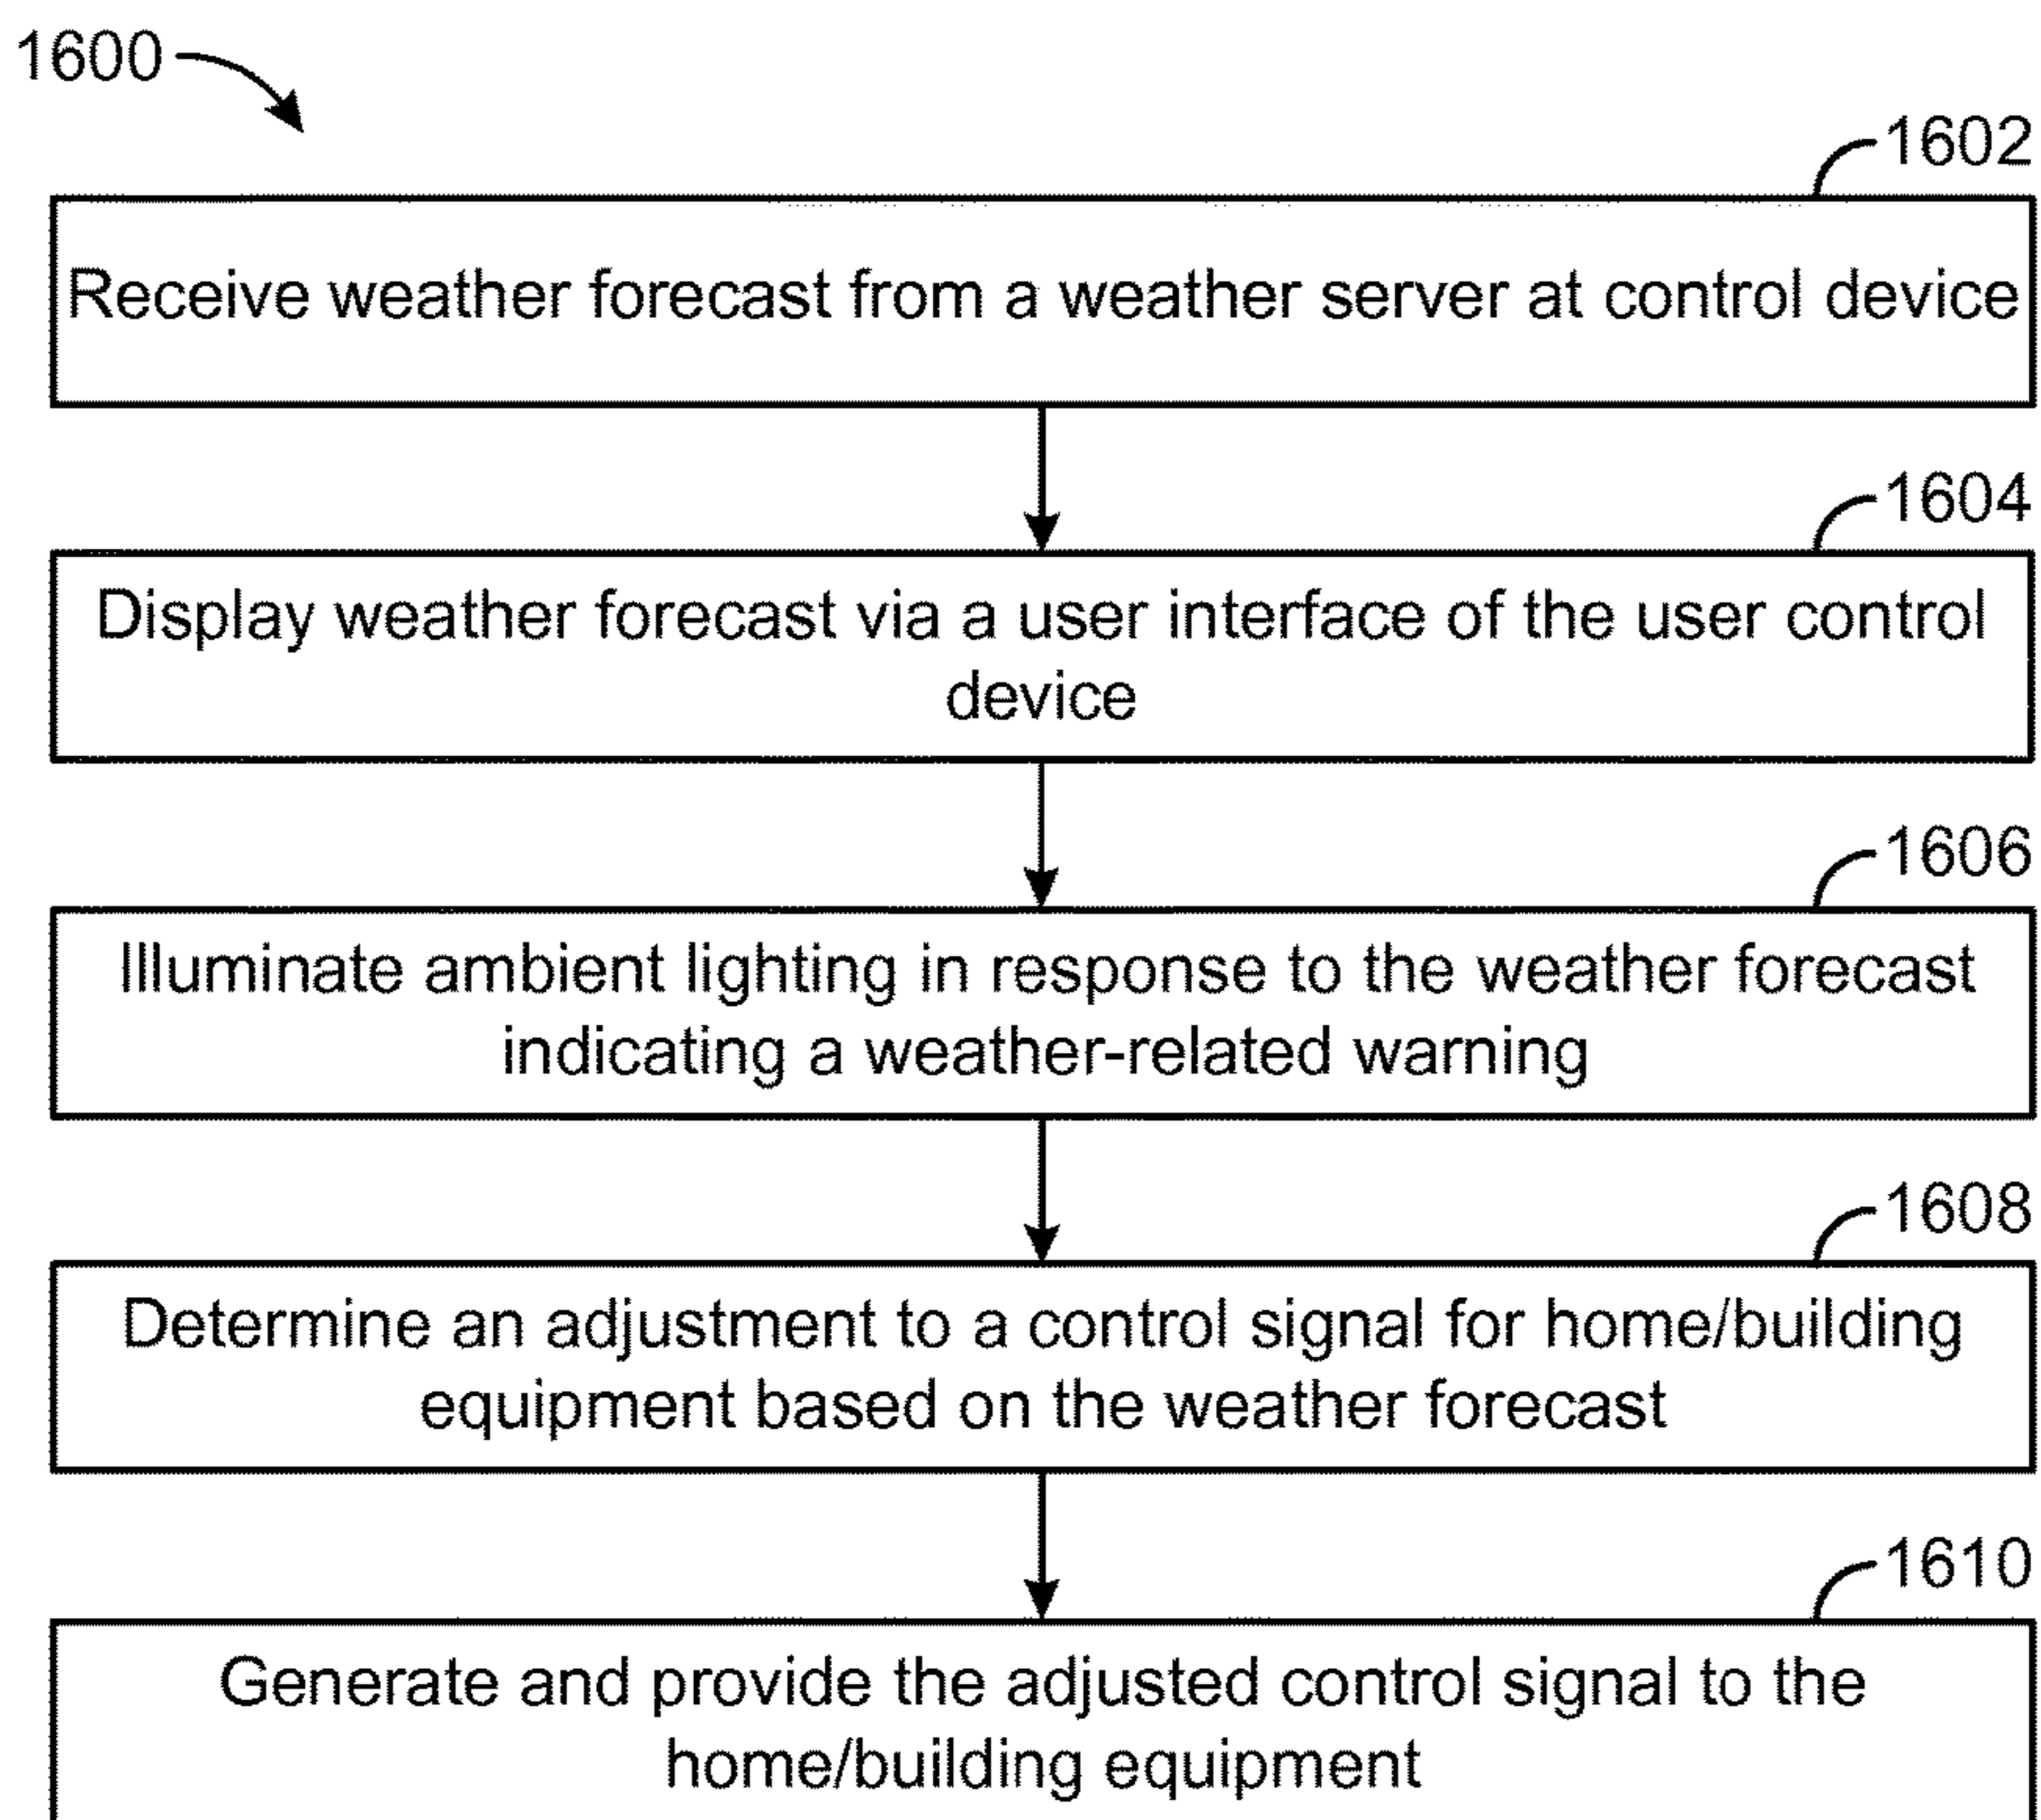 1600
1602
Receive weather forecast from a weather server at control device
1604
Display weather forecast via a user interface of the user control
device
1606
Illuminate ambient lighting in response to the weather forecast
indicating a weather-related warning
1608
Determine an adjustment to a control signal for home/building
equipment based on the weather forecast
1610
Generate and provide the adjusted control signal to the
home/building equipment